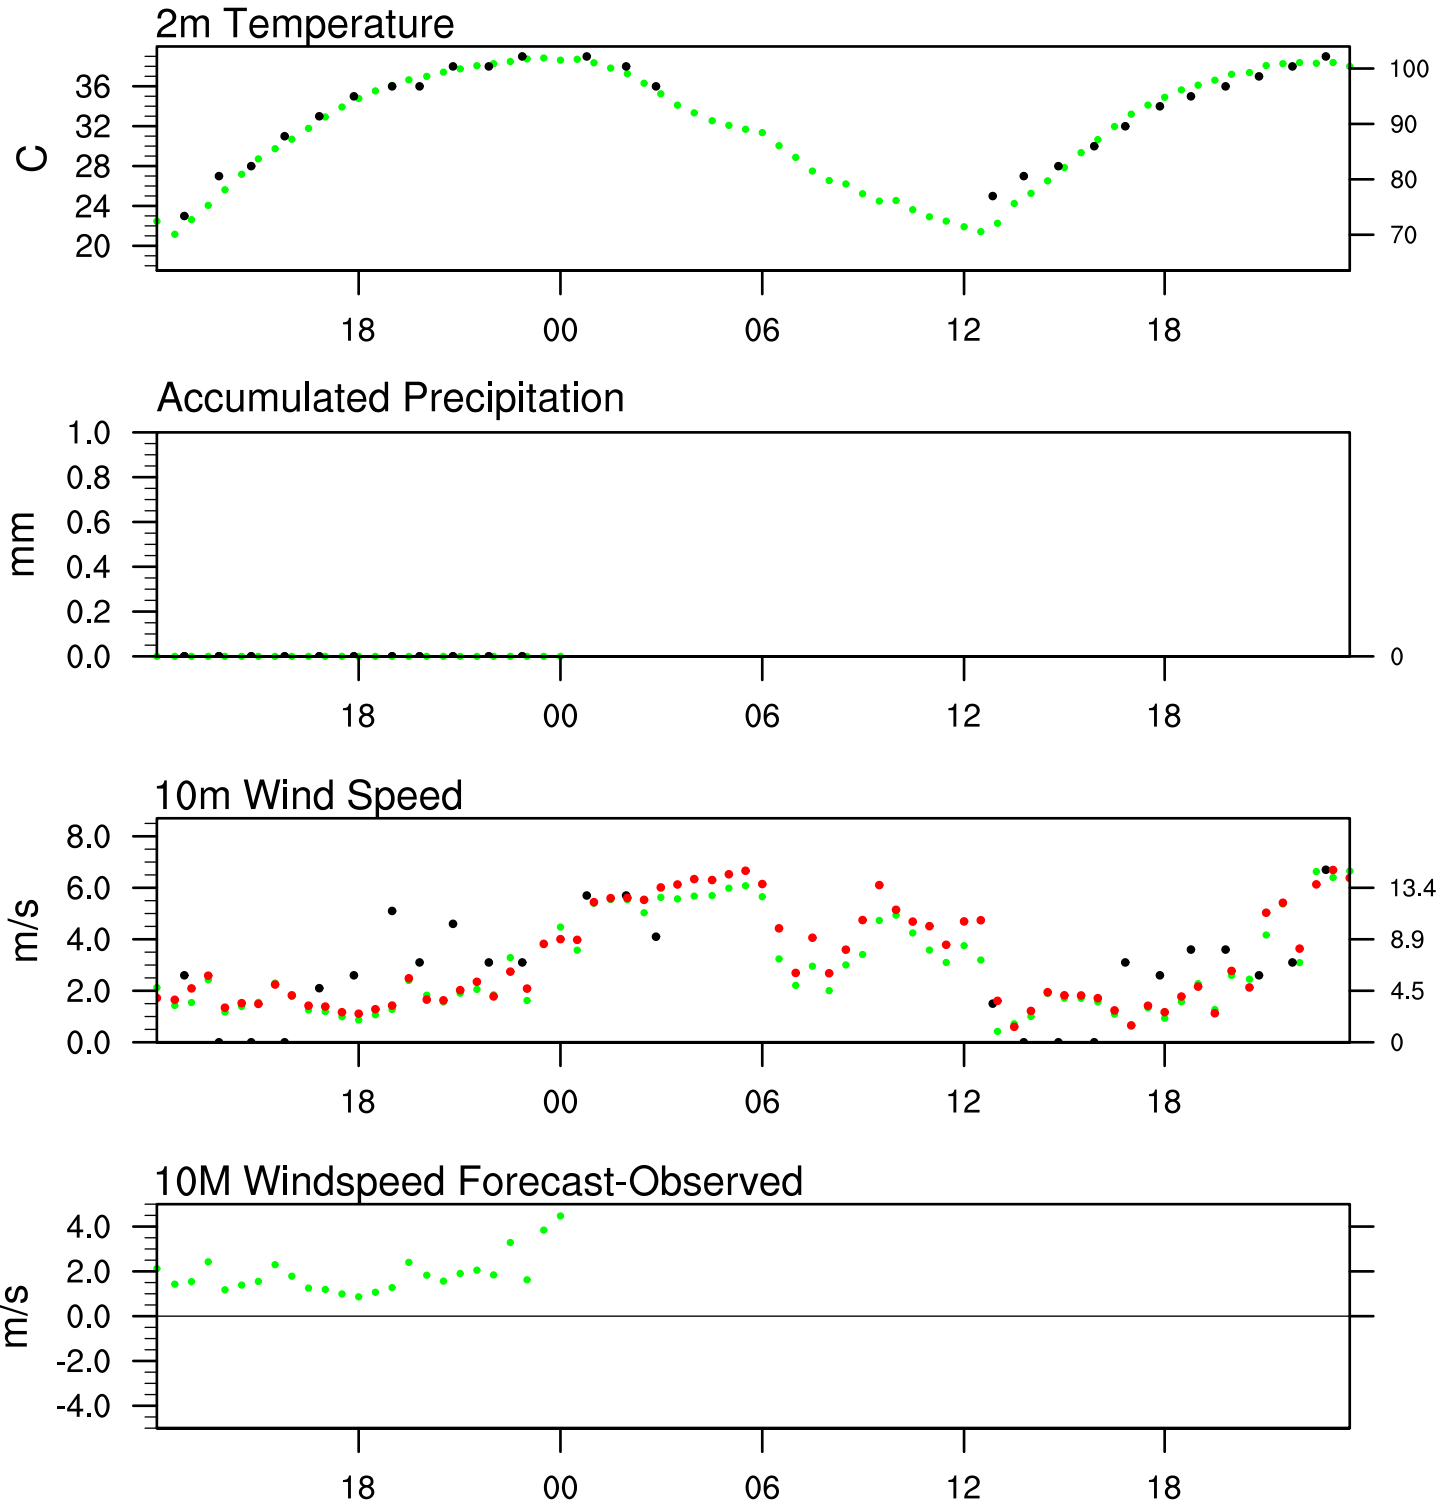 2m Temperature
C
36
32
28
24
20
100
90
80
70
18 00 06 12 18
Accumulated Precipitation
mm
1.0
0.8
0.6
0.4
0.2
0.0
0
18 00 06 12 18
10m Wind Speed
m/s
8.0
6.0
4.0
2.0
0.0
13.4
8.9
4.5
0
18 00 06 12 18
10M Windspeed Forecast-Observed
m/s
4.0
2.0
0.0
-2.0
-4.0
18 00 06 12 18